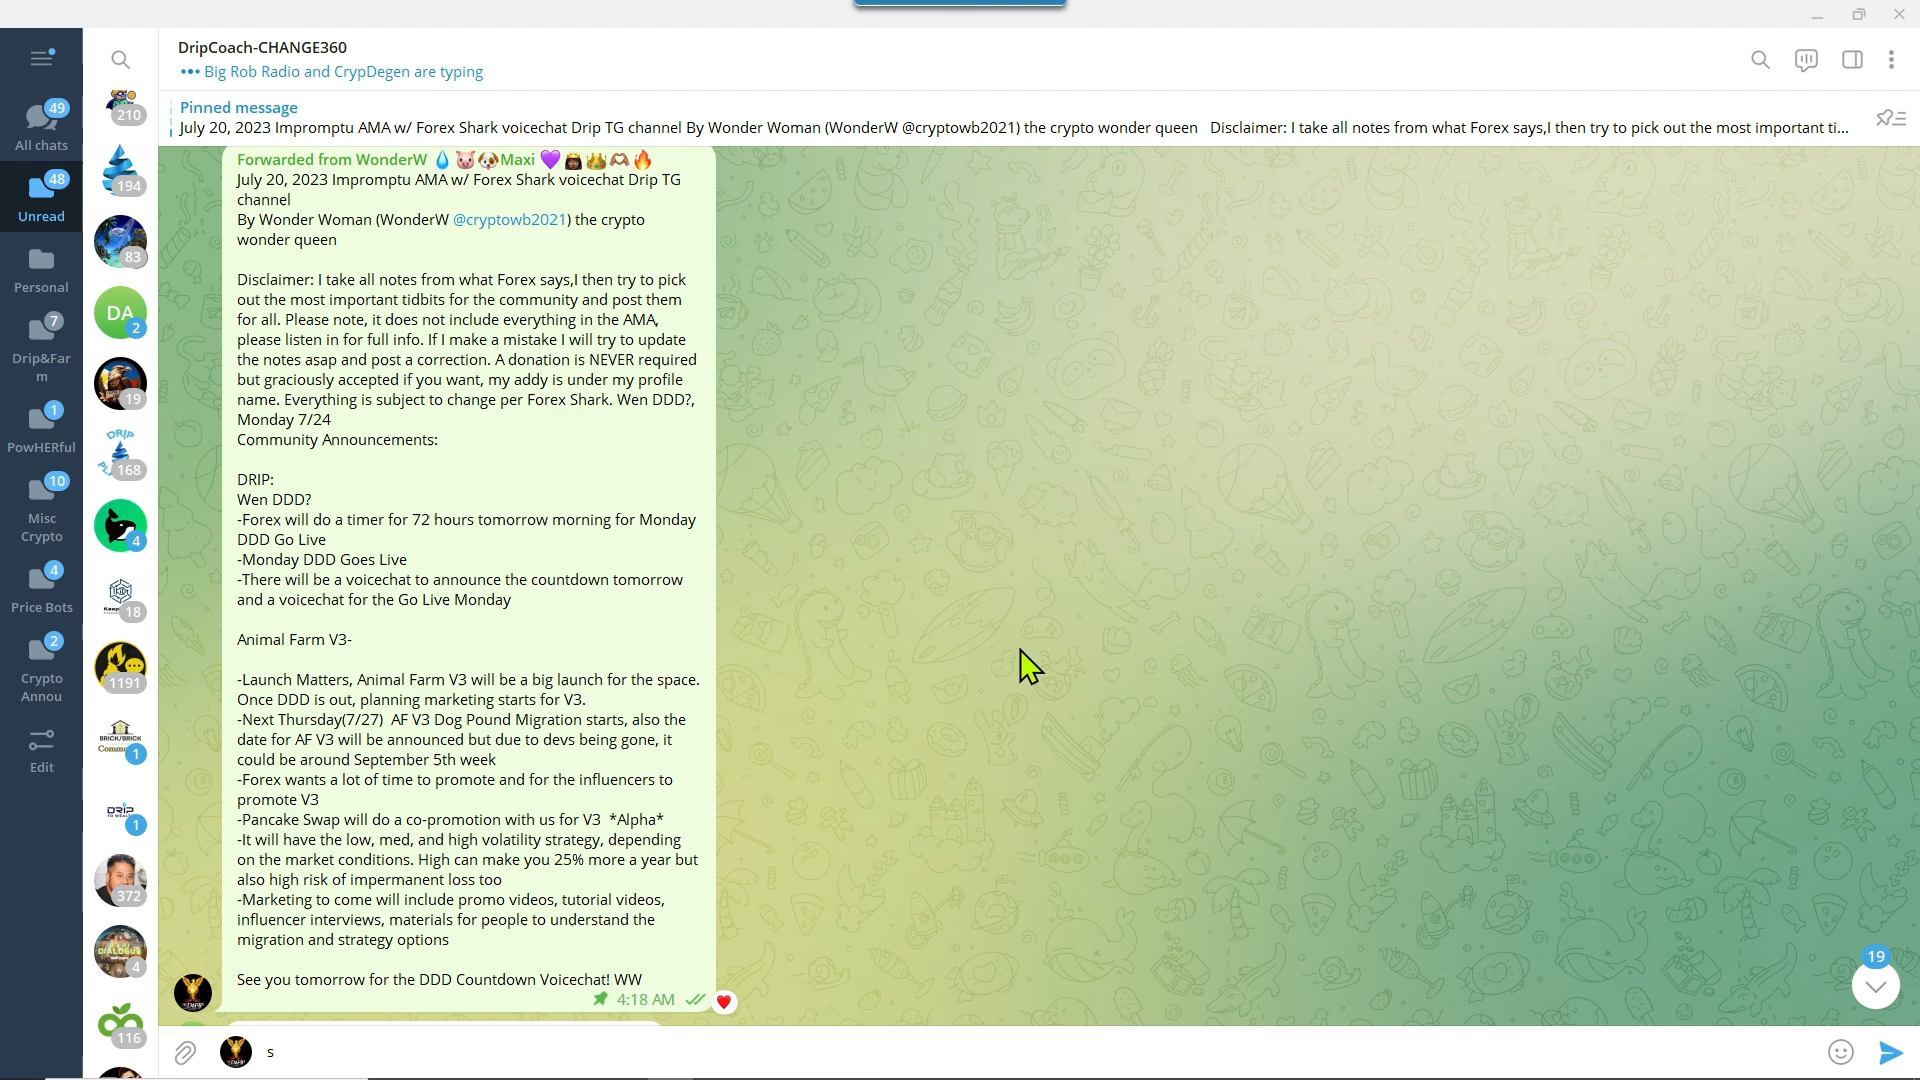 DripCoach-CHANGE360
••• Big Rob Radio and CrypDegen are typing
Pinned message
July 20, 2023 Impromptu AMA w/ Forex Shark voicechat Drip TG channel By Wonder Woman (WonderW @cryptowb2021) the crypto wonder queen Disclaimer: I take all notes from what Forex says,I then try to pick out the most important ti...
49
All chats
48
Unread
Personal
7
Drip&Far
m
1
PowHERful
10
Misc
Crypto
4
Price Bots
2
Crypto
Annou
Edit
210
194
83
DA
2
19
DRIP
168
4
18
1191
BRICK/BRICK
1
DRIP
TO WEALTH
1
372
DIALOGUE
4
116
Forwarded from WonderW 💧🐷🐶Maxi 💜👸🏿👑🫶🏿🔥
July 20, 2023 Impromptu AMA w/ Forex Shark voicechat Drip TG
channel
By Wonder Woman (WonderW @cryptowb2021) the crypto
wonder queen
Disclaimer: I take all notes from what Forex says,I then try to pick
out the most important tidbits for the community and post them
for all. Please note, it does not include everything in the AMA,
please listen in for full info. If I make a mistake I will try to update
the notes asap and post a correction. A donation is NEVER required
but graciously accepted if you want, my addy is under my profile
name. Everything is subject to change per Forex Shark. Wen DDD?,
Monday 7/24
Community Announcements:
DRIP:
Wen DDD?
-Forex will do a timer for 72 hours tomorrow morning for Monday
DDD Go Live
-Monday DDD Goes Live
-There will be a voicechat to announce the countdown tomorrow
and a voicechat for the Go Live Monday
Animal Farm V3-
-Launch Matters, Animal Farm V3 will be a big launch for the space.
Once DDD is out, planning marketing starts for V3.
-Next Thursday(7/27) AF V3 Dog Pound Migration starts, also the
date for AF V3 will be announced but due to devs being gone, it
could be around September 5th week
-Forex wants a lot of time to promote and for the influencers to
promote V3
-Pancake Swap will do a co-promotion with us for V3 *Alpha*
-It will have the low, med, and high volatility strategy, depending
on the market conditions. High can make you 25% more a year but
also high risk of impermanent loss too
-Marketing to come will include promo videos, tutorial videos,
influencer interviews, materials for people to understand the
migration and strategy options
See you tomorrow for the DDD Countdown Voicechat! WW
4:18 AM
19
s